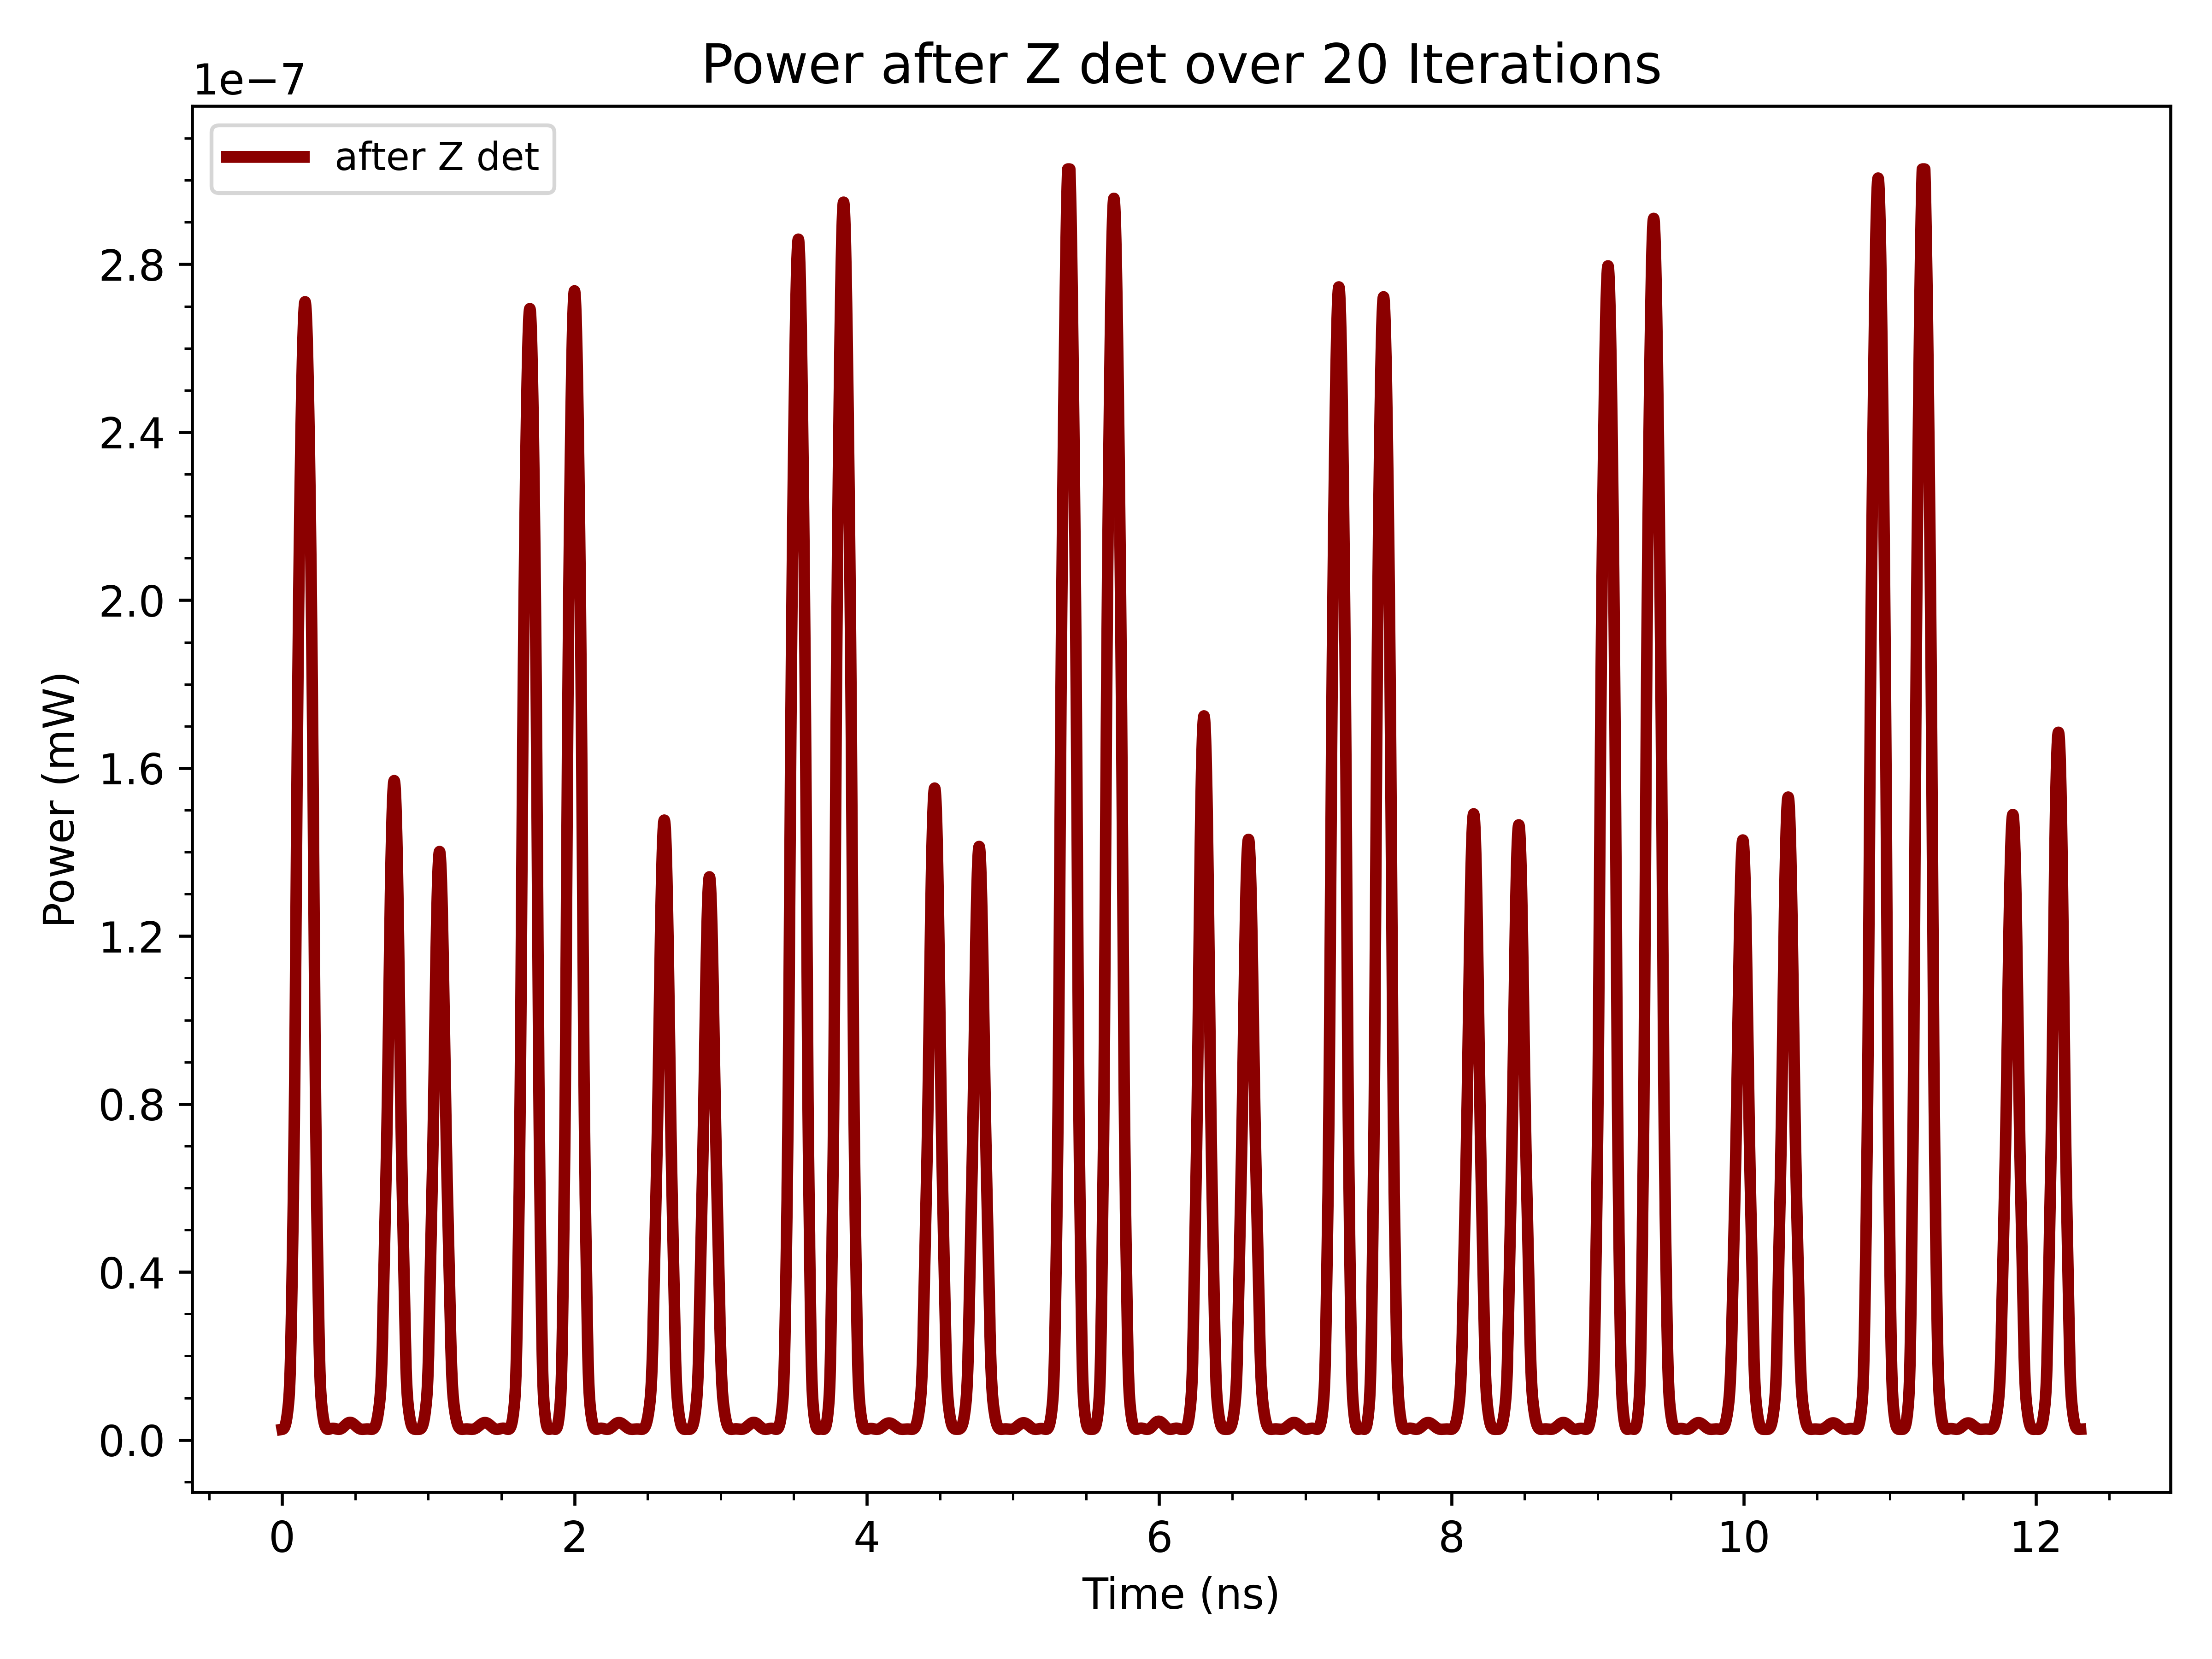 Power after Z det over 20 Iterations
1e−7
after Z det
2.8
2.4
2.0
1.6
1.2
0.8
0.4
0.0
Power (mW)
0 2 4 6 8 10 12
Time (ns)